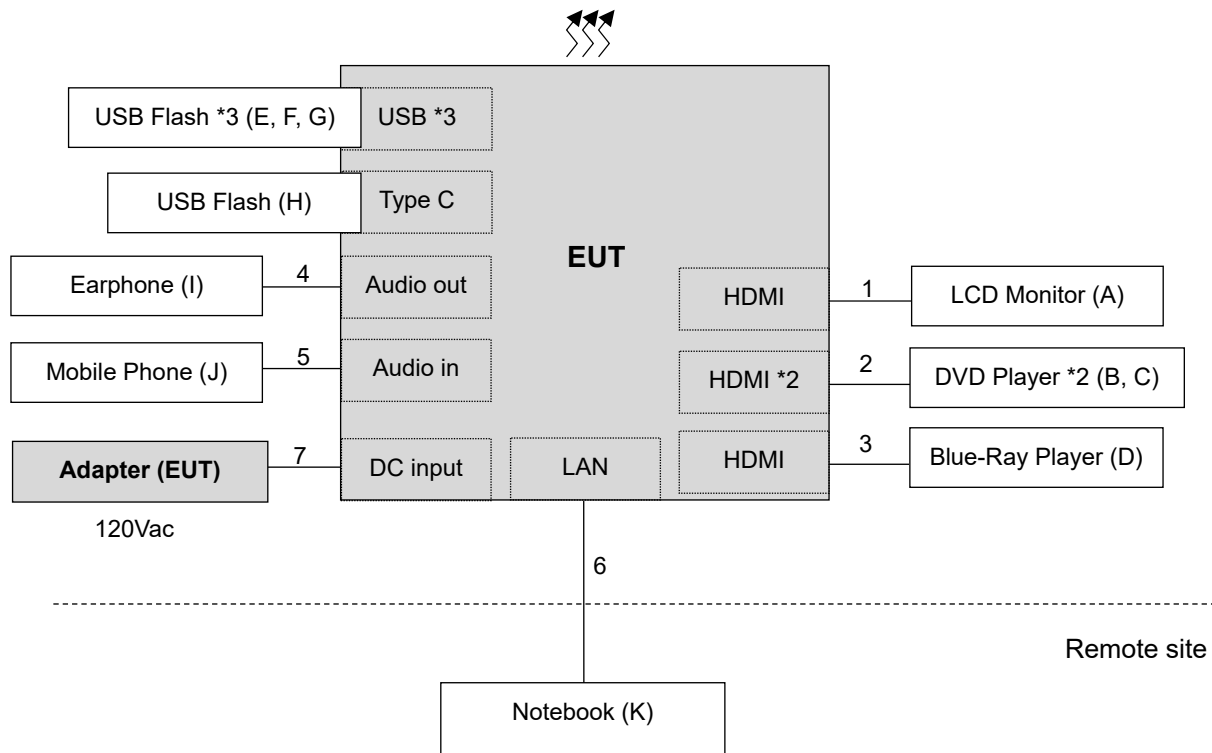 USB Flash *3 (E, F, G)
USB *3
USB Flash (H)
Type C
EUT
Earphone (I)
4
Audio out
HDMI
1
LCD Monitor (A)
Mobile Phone (J)
5
Audio in
HDMI *2
2
DVD Player *2 (B, C)
Adapter (EUT)
7
DC input
LAN
HDMI
3
Blue-Ray Player (D)
120Vac
6
Remote site
Notebook (K)